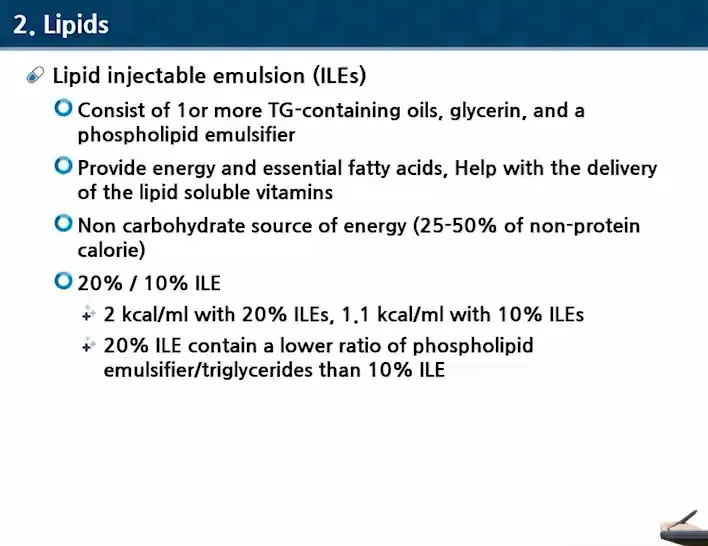 2. Lipids
Lipid injectable emulsion (ILEs)
Consist of 1or more TG-containing oils, glycerin, and a
phospholipid emulsifier
Provide energy and essential fatty acids, Help with the delivery
of the lipid soluble vitamins
Non carbohydrate source of energy (25-50% of non-protein
calorie)
20% / 10% ILE
2 kcal/ml with 20% ILEs, 1.1 kcal/ml with 10% ILEs
20% ILE contain a lower ratio of phospholipid
emulsifier/triglycerides than 10% ILE